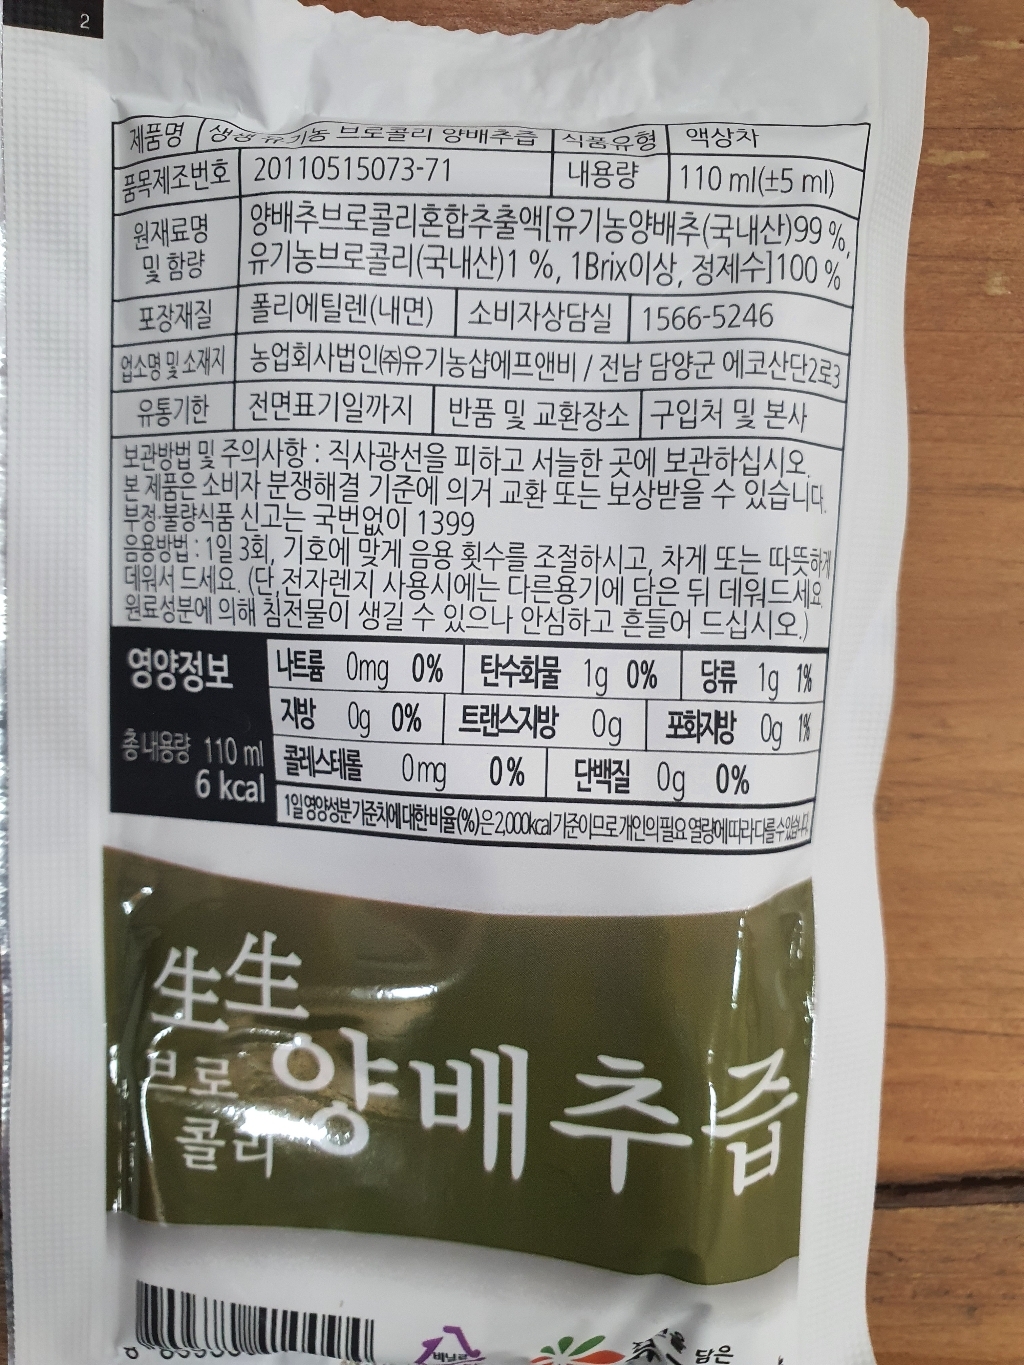 2
제품명 생생 유기농 브로콜리 양배추즙 식품유형 액상차
품목제조번호 20110515073-71 내용량 110 ml(±5 ml)
원재료명 및 함량 양배추브로콜리혼합추출액[유기농양배추(국내산)99 %,
유기농브로콜리(국내산)1 %, 1Brix이상, 정제수]100 %
포장재질 폴리에틸렌(내면) 소비자상담실 1566-5246
업소명 및 소재지 농업회사법인㈜유기농샵에프앤비 / 전남 담양군 에코산단2로3
유통기한 전면표기일까지 반품 및 교환장소 구입처 및 본사
보관방법 및 주의사항 : 직사광선을 피하고 서늘한 곳에 보관하십시오.
본 제품은 소비자 분쟁해결 기준에 의거 교환 또는 보상받을 수 있습니다.
부정·불량식품 신고는 국번없이 1399
음용방법 : 1일 3회, 기호에 맞게 음용 횟수를 조절하시고, 차게 또는 따뜻하게
데워서 드세요. (단,전자렌지 사용시에는 다른용기에 담은 뒤 데워드세요.
원료성분에 의해 침전물이 생길 수 있으나 안심하고 흔들어 드십시오.)
영양정보
총 내용량 110 ml
6 kcal
나트륨 0mg 0% 탄수화물 1g 0% 당류 1g 1%
지방 0g 0% 트랜스지방 0g 포화지방 0g 1%
콜레스테롤 0mg 0% 단백질 0g 0%
1일 영양성분 기준치에 대한 비율(%)은 2,000kcal 기준이므로 개인의 필요 열량에 따라 다를 수 있습니다.
生生
브로
콜리
양배추즙
비닐류
담은